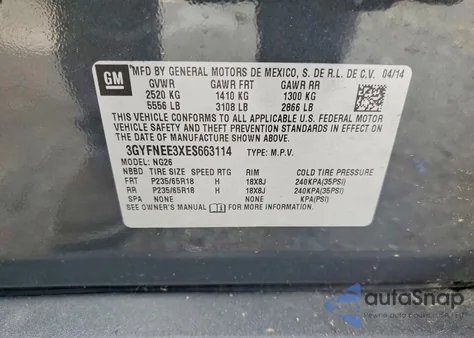 GM
MFD BY GENERAL MOTORS DE MEXICO, S. DE R.L. DE C.V. 04/14
GVWR GAWR FRT GAWR RR
2520 KG 1410 KG 1300 KG
5556 LB 3108 LB 2866 LB
THIS VEHICLE CONFORMS TO ALL APPLICABLE U.S. FEDERAL MOTOR
VEHICLE SAFETY AND THEFT PREVENTION STANDARDS IN EFFECT
ON THE DATE OF MANUFACTURE SHOWN ABOVE.
3GYFNEE3XES663114 TYPE: M.P.V.
MODEL: NG26
NBBD TIRE SIZE SPEED RTG RIM COLD TIRE PRESSURE
FRT P235/65R18 H 18X8J 240KPA(35PSI)
RR P235/65R18 H 18X8J 240KPA(35PSI)
SPA NONE NONE KPA(PSI)
SEE OWNER'S MANUAL FOR MORE INFORMATION.
autoSnap